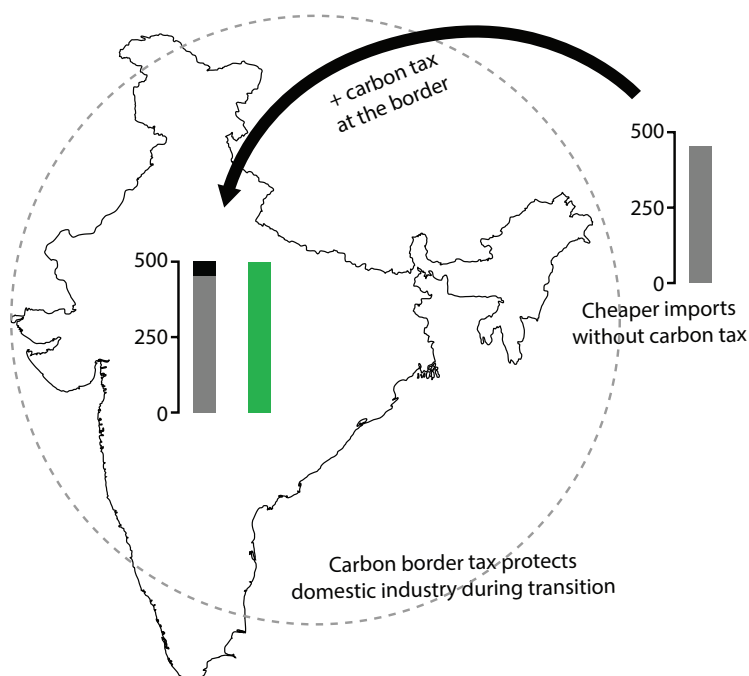 + carbon tax
at the border
500
250
0
Cheaper imports
without carbon tax
500
250
0
Carbon border tax protects
domestic industry during transition